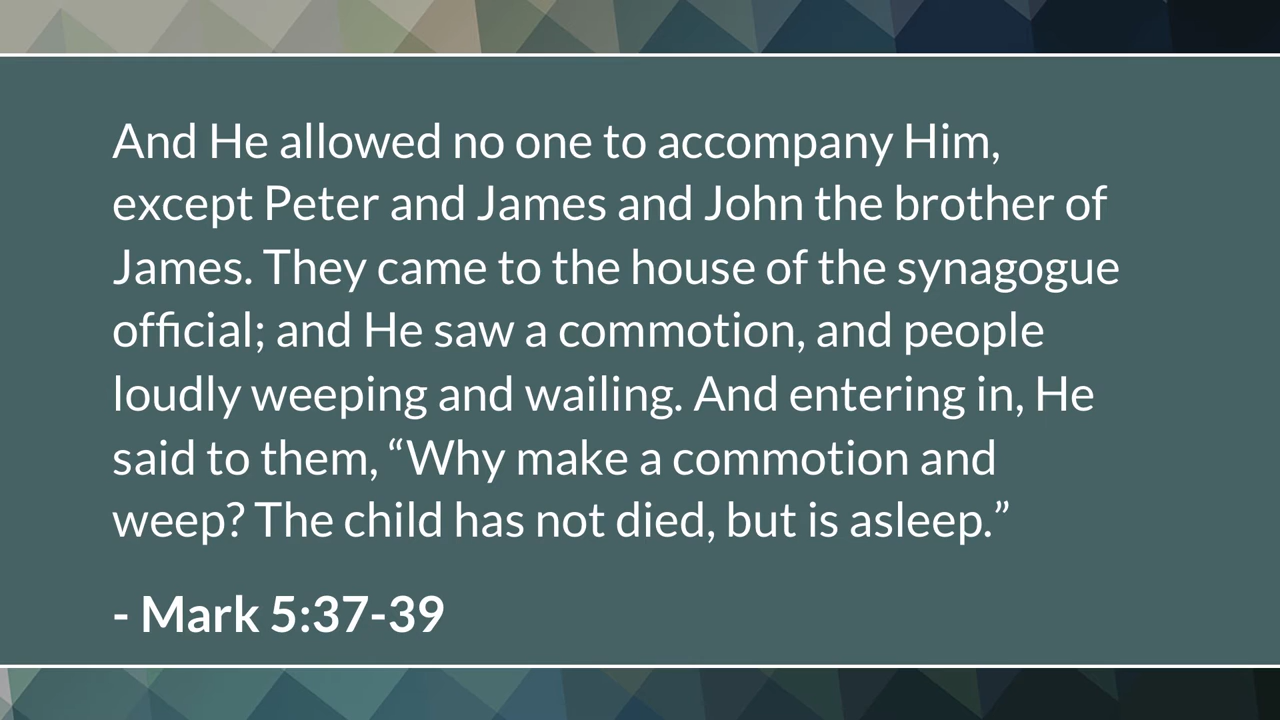 And He allowed no one to accompany Him,
except Peter and James and John the brother of
James. They came to the house of the synagogue
official; and He saw a commotion, and people
loudly weeping and wailing. And entering in, He
said to them, “Why make a commotion and
weep? The child has not died, but is asleep.”
- Mark 5:37-39